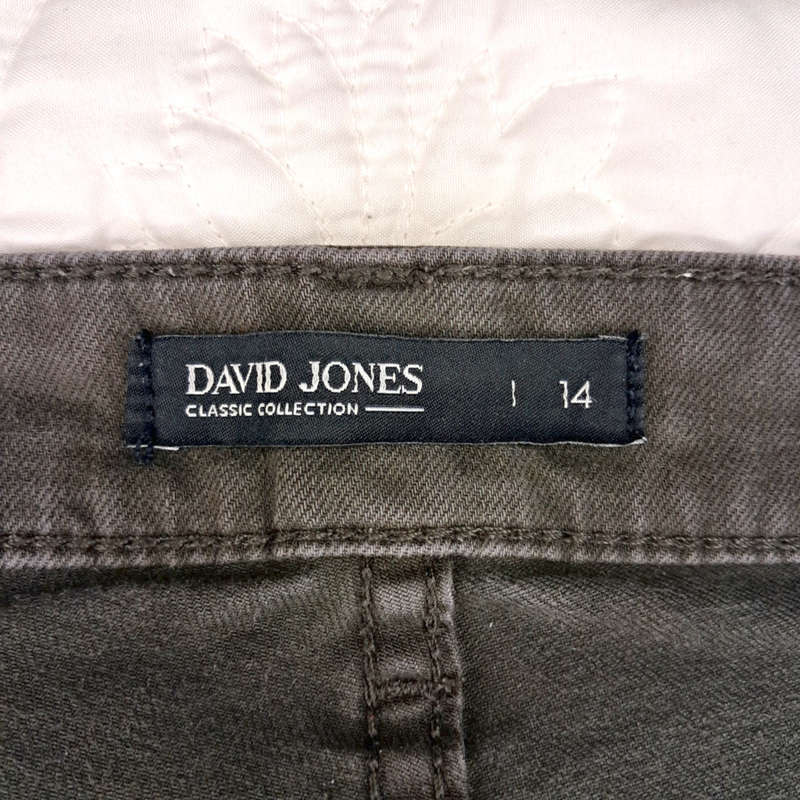 DAVID JONES
CLASSIC COLLECTION
| 14